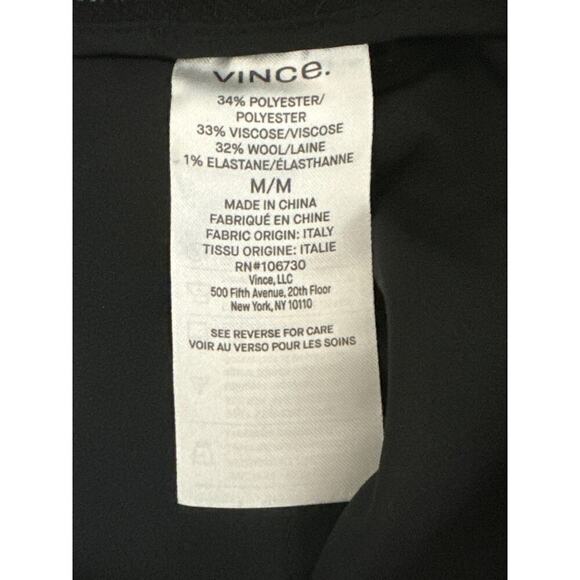 VINCe.
34% POLYESTER/
POLYESTER
33% VISCOSE/VISCOSE
32% WOOL/LAINE
1% ELASTANE/ÉLASTHANNE
M/M
MADE IN CHINA
FABRIQUÉ EN CHINE
FABRIC ORIGIN: ITALY
TISSU ORIGINE: ITALIE
RN#106730
Vince, LLC
500 Fifth Avenue, 20th Floor
New York, NY 10110
SEE REVERSE FOR CARE
VOIR AU VERSO POUR LES SOINS